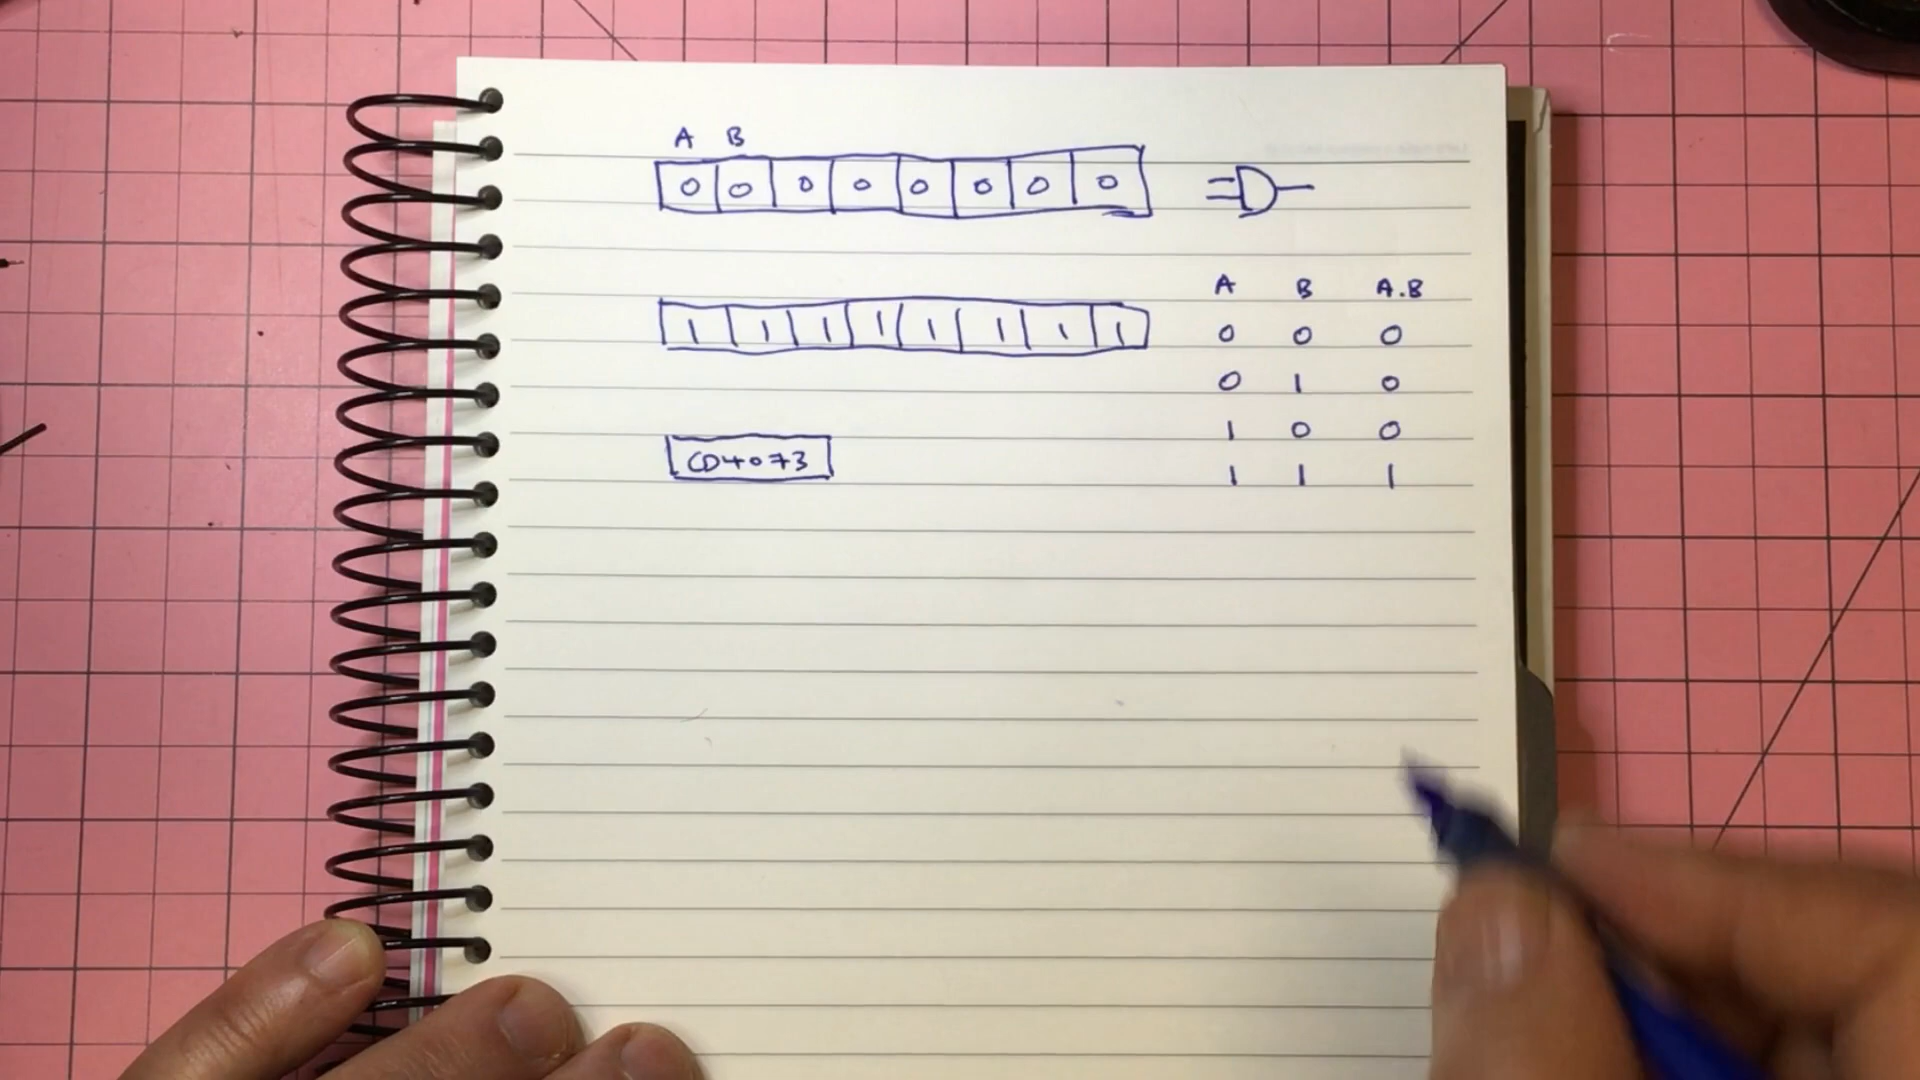 A B
0 0 0 0 0 0 0 0
A B A.B
1 1 1 1 1 1 1 1
0 0 0
0 1 0
1 0 0
CD4073
1 1 1